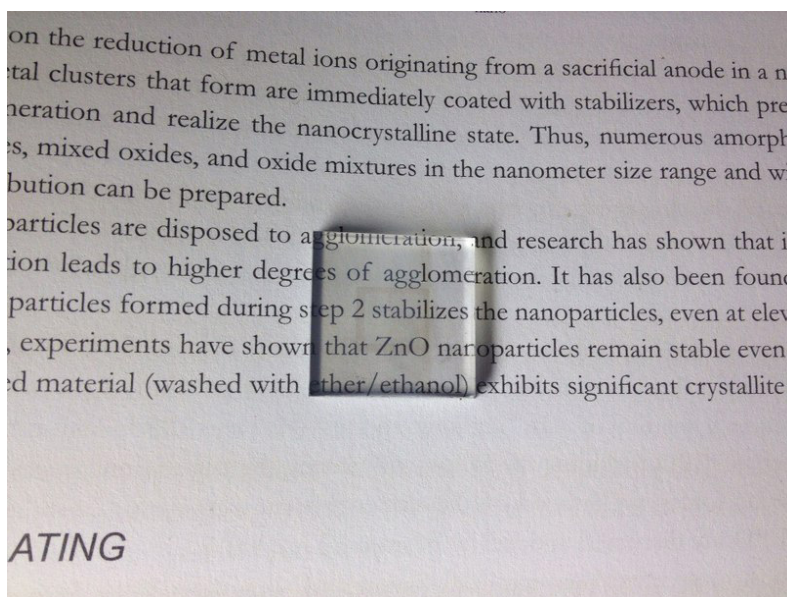 on the reduction of metal ions originating from a sacrificial anode in a n
tal clusters that form are immediately coated with stabilizers, which pre
neration and realize the nanocrystalline state. Thus, numerous amorph
s, mixed oxides, and oxide mixtures in the nanometer size range and wi
bution can be prepared.
particles are disposed to agglomeration, and research has shown that i
ion leads to higher degrees of agglomeration. It has also been found
particles formed during step 2 stabilizes the nanoparticles, even at elev
, experiments have shown that ZnO nanoparticles remain stable even
ed material (washed with ether/ethanol) exhibits significant crystallite
ATING